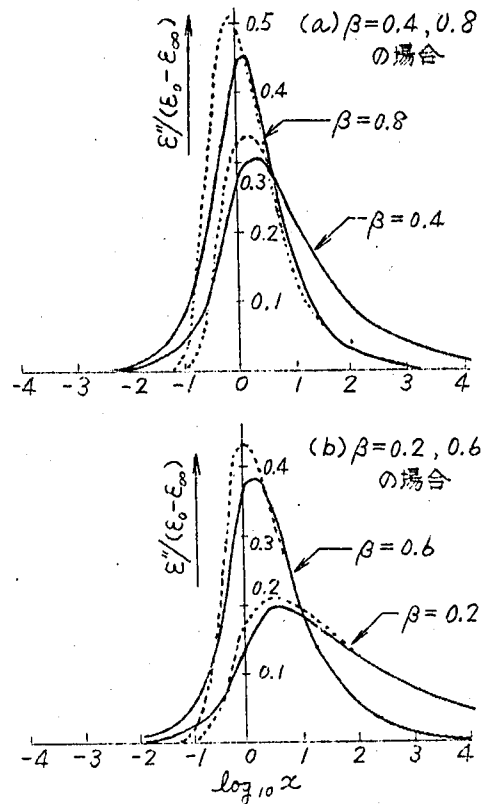 (a) β=0.4, 0.8
の場合
ε″/(ε₀-ε∞)
0.5
0.4
0.3
0.2
0.1
β=0.8
β=0.4
-4 -3 -2 -1 0 1 2 3 4
(b) β=0.2, 0.6
の場合
ε″/(ε₀-ε∞)
0.4
0.3
0.2
0.1
β=0.6
β=0.2
-4 -3 -2 -1 0 1 2 3 4
log₁₀ x